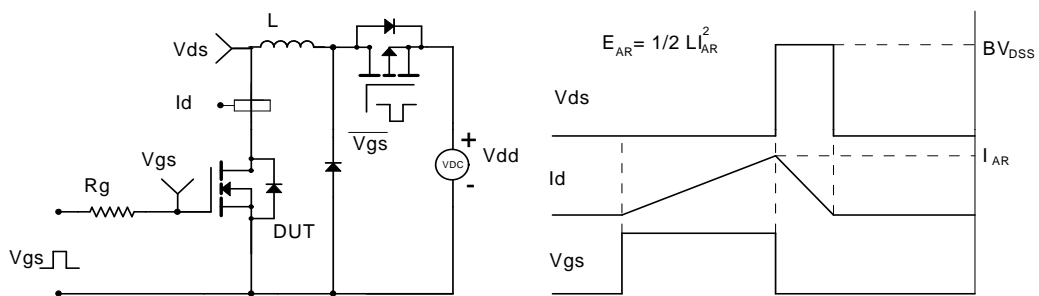 L
Vds
Id
Vgs
+
VDC
Vdd
-
Vgs
Rg
DUT
Vgs
E_AR = 1/2 LI²_AR
BV_DSS
Vds
I_AR
Id
Vgs